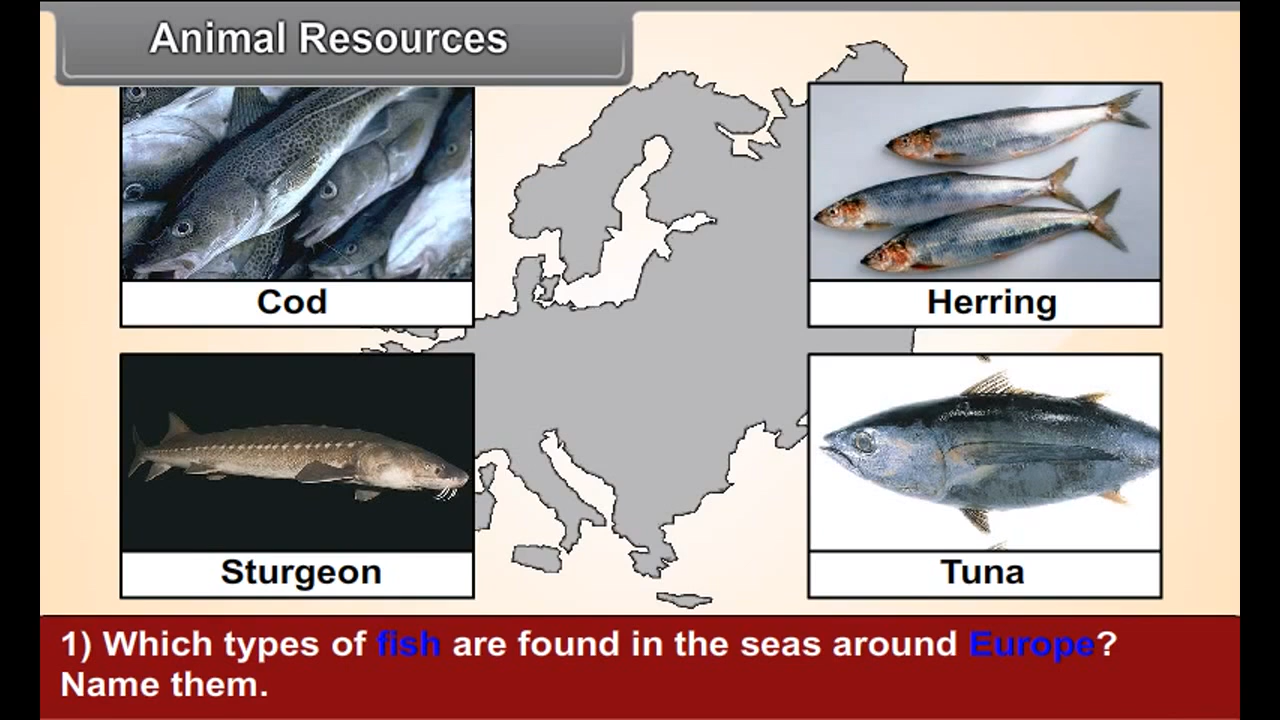 Animal Resources
Cod
Herring
Sturgeon
Tuna
1) Which types of fish are found in the seas around Europe?
Name them.